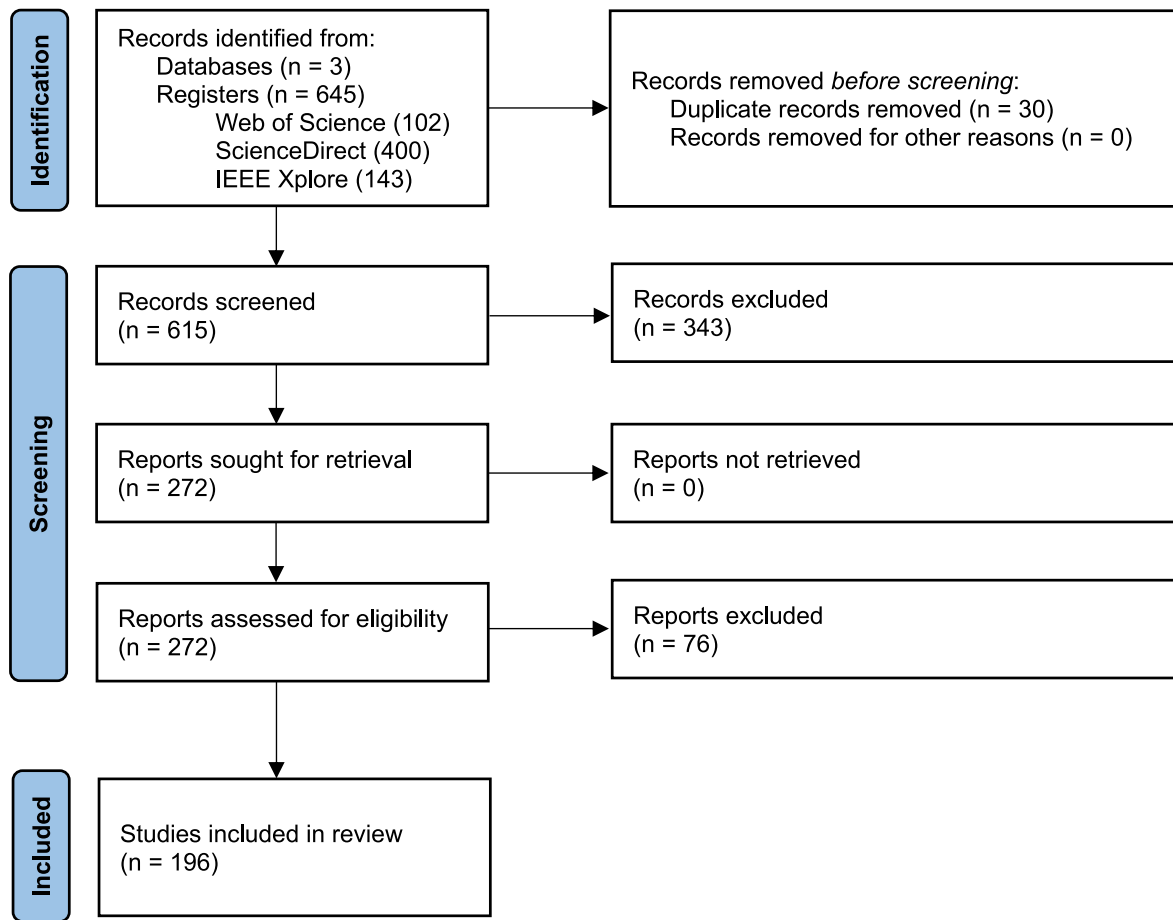 Identification
Records identified from:
Databases (n = 3)
Registers (n = 645)
Web of Science (102)
ScienceDirect (400)
IEEE Xplore (143)
Records removed before screening:
Duplicate records removed (n = 30)
Records removed for other reasons (n = 0)
Screening
Records screened
(n = 615)
Records excluded
(n = 343)
Reports sought for retrieval
(n = 272)
Reports not retrieved
(n = 0)
Reports assessed for eligibility
(n = 272)
Reports excluded
(n = 76)
Included
Studies included in review
(n = 196)